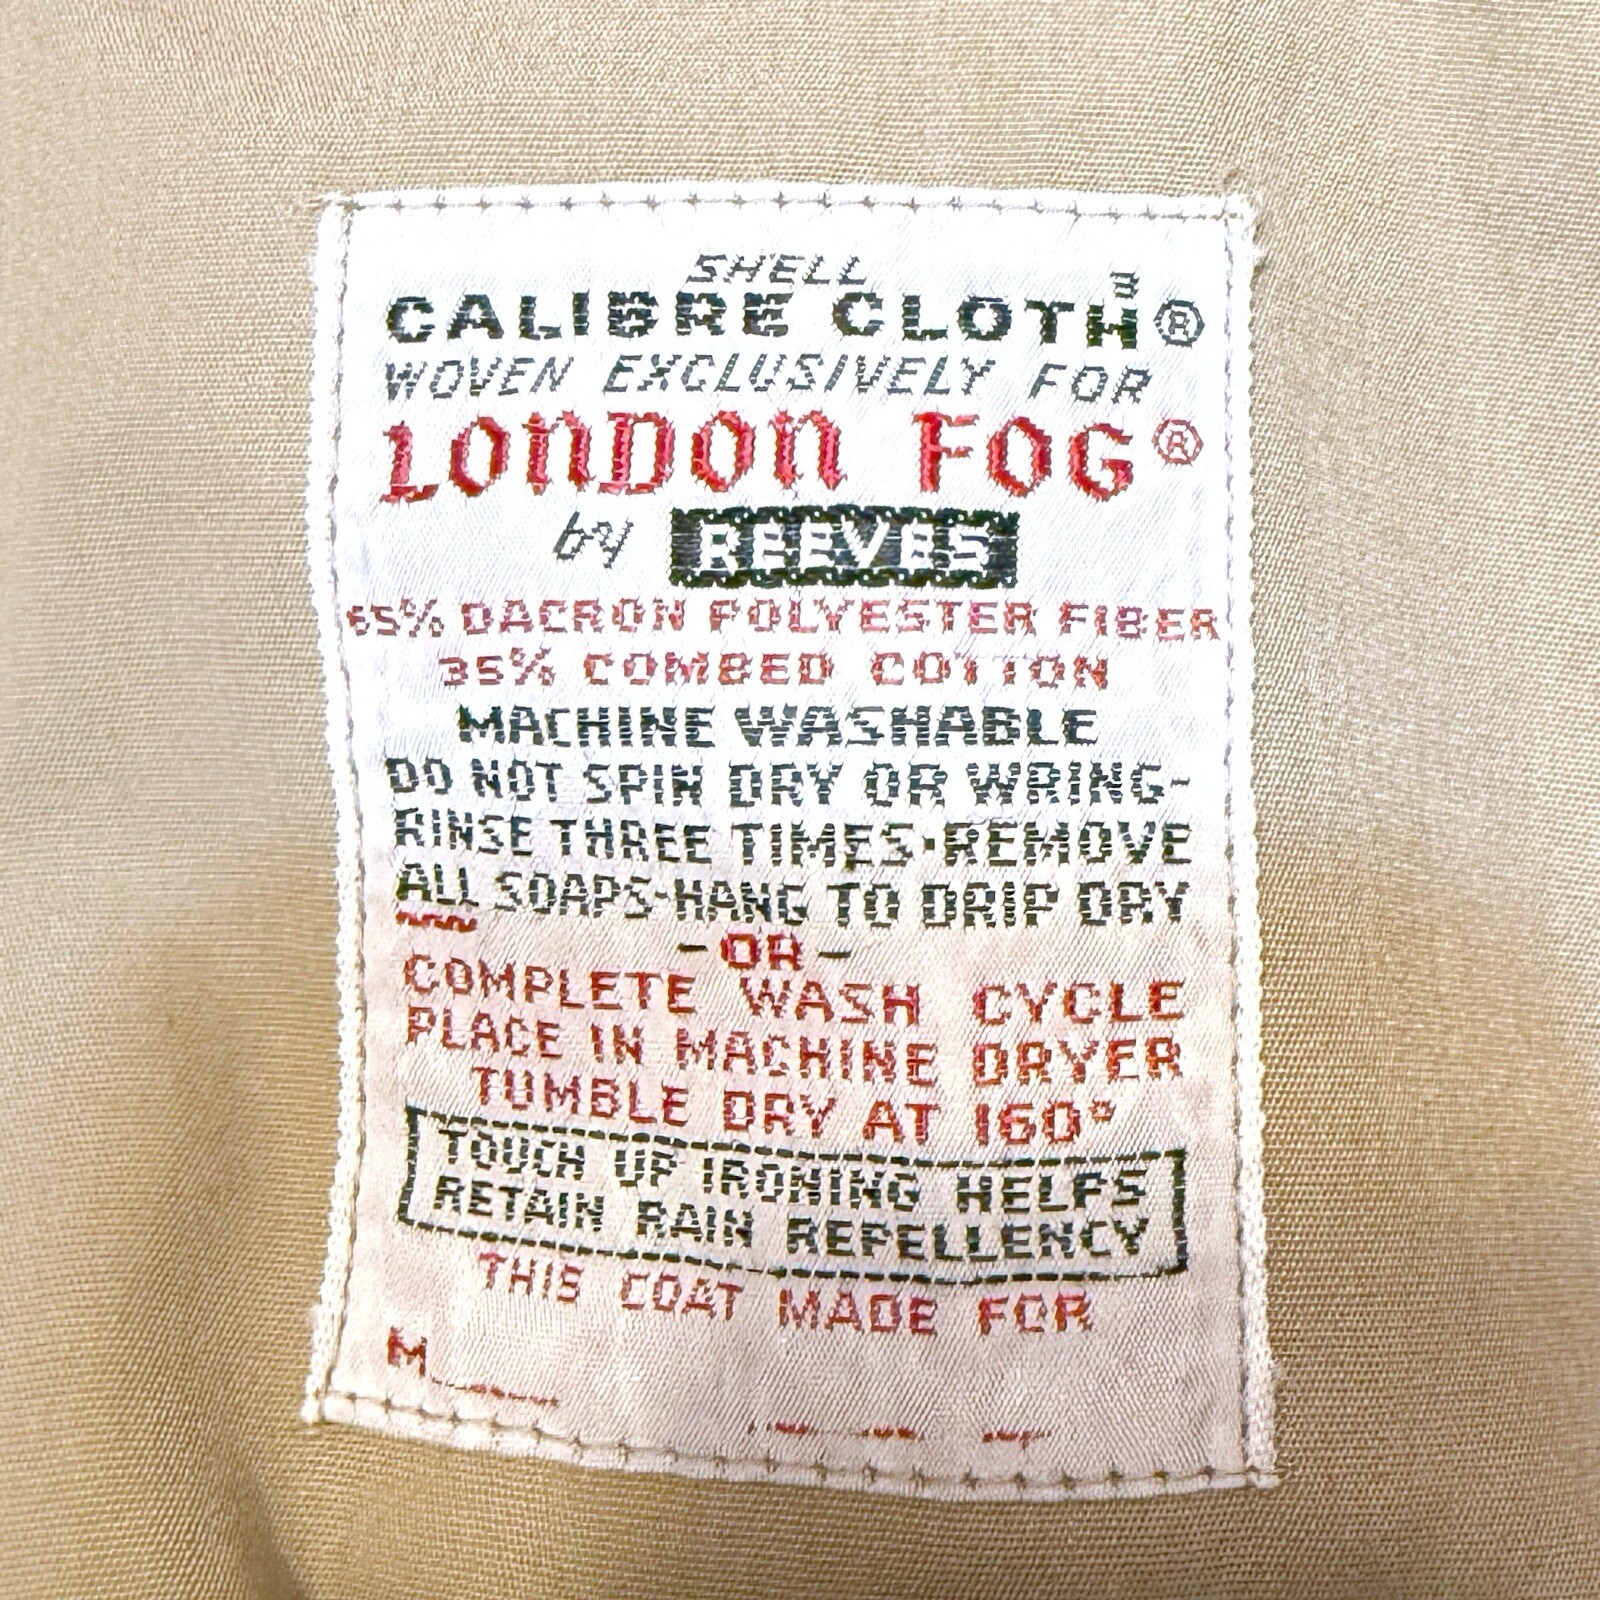 SHELL
CALIBRE CLOTH³®
WOVEN EXCLUSIVELY FOR
LONDON FOG®
by REEVES
65% DACRON POLYESTER FIBER
35% COMBED COTTON
MACHINE WASHABLE
DO NOT SPIN DRY OR WRING-
RINSE THREE TIMES·REMOVE
ALL SOAPS·HANG TO DRIP DRY
-OR-
COMPLETE WASH CYCLE
PLACE IN MACHINE DRYER
TUMBLE DRY AT 160°
TOUCH UP IRONING HELPS
RETAIN RAIN REPELLENCY
THIS COAT MADE FOR
M